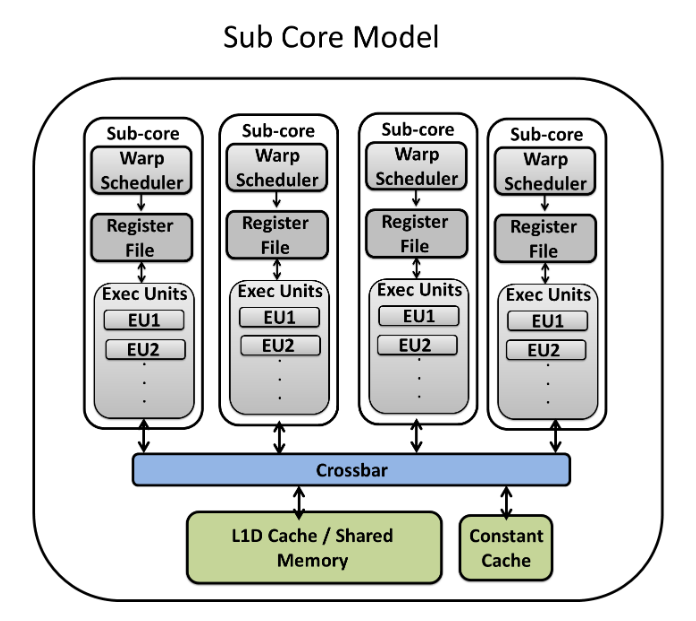 Sub Core Model
Sub-core
Warp
Scheduler
Register
File
Exec Units
EU1
EU2
Sub-core
Warp
Scheduler
Register
File
Exec Units
EU1
EU2
Sub-core
Warp
Scheduler
Register
File
Exec Units
EU1
EU2
Sub-core
Warp
Scheduler
Register
File
Exec Units
EU1
EU2
Crossbar
L1D Cache / Shared
Memory
Constant
Cache